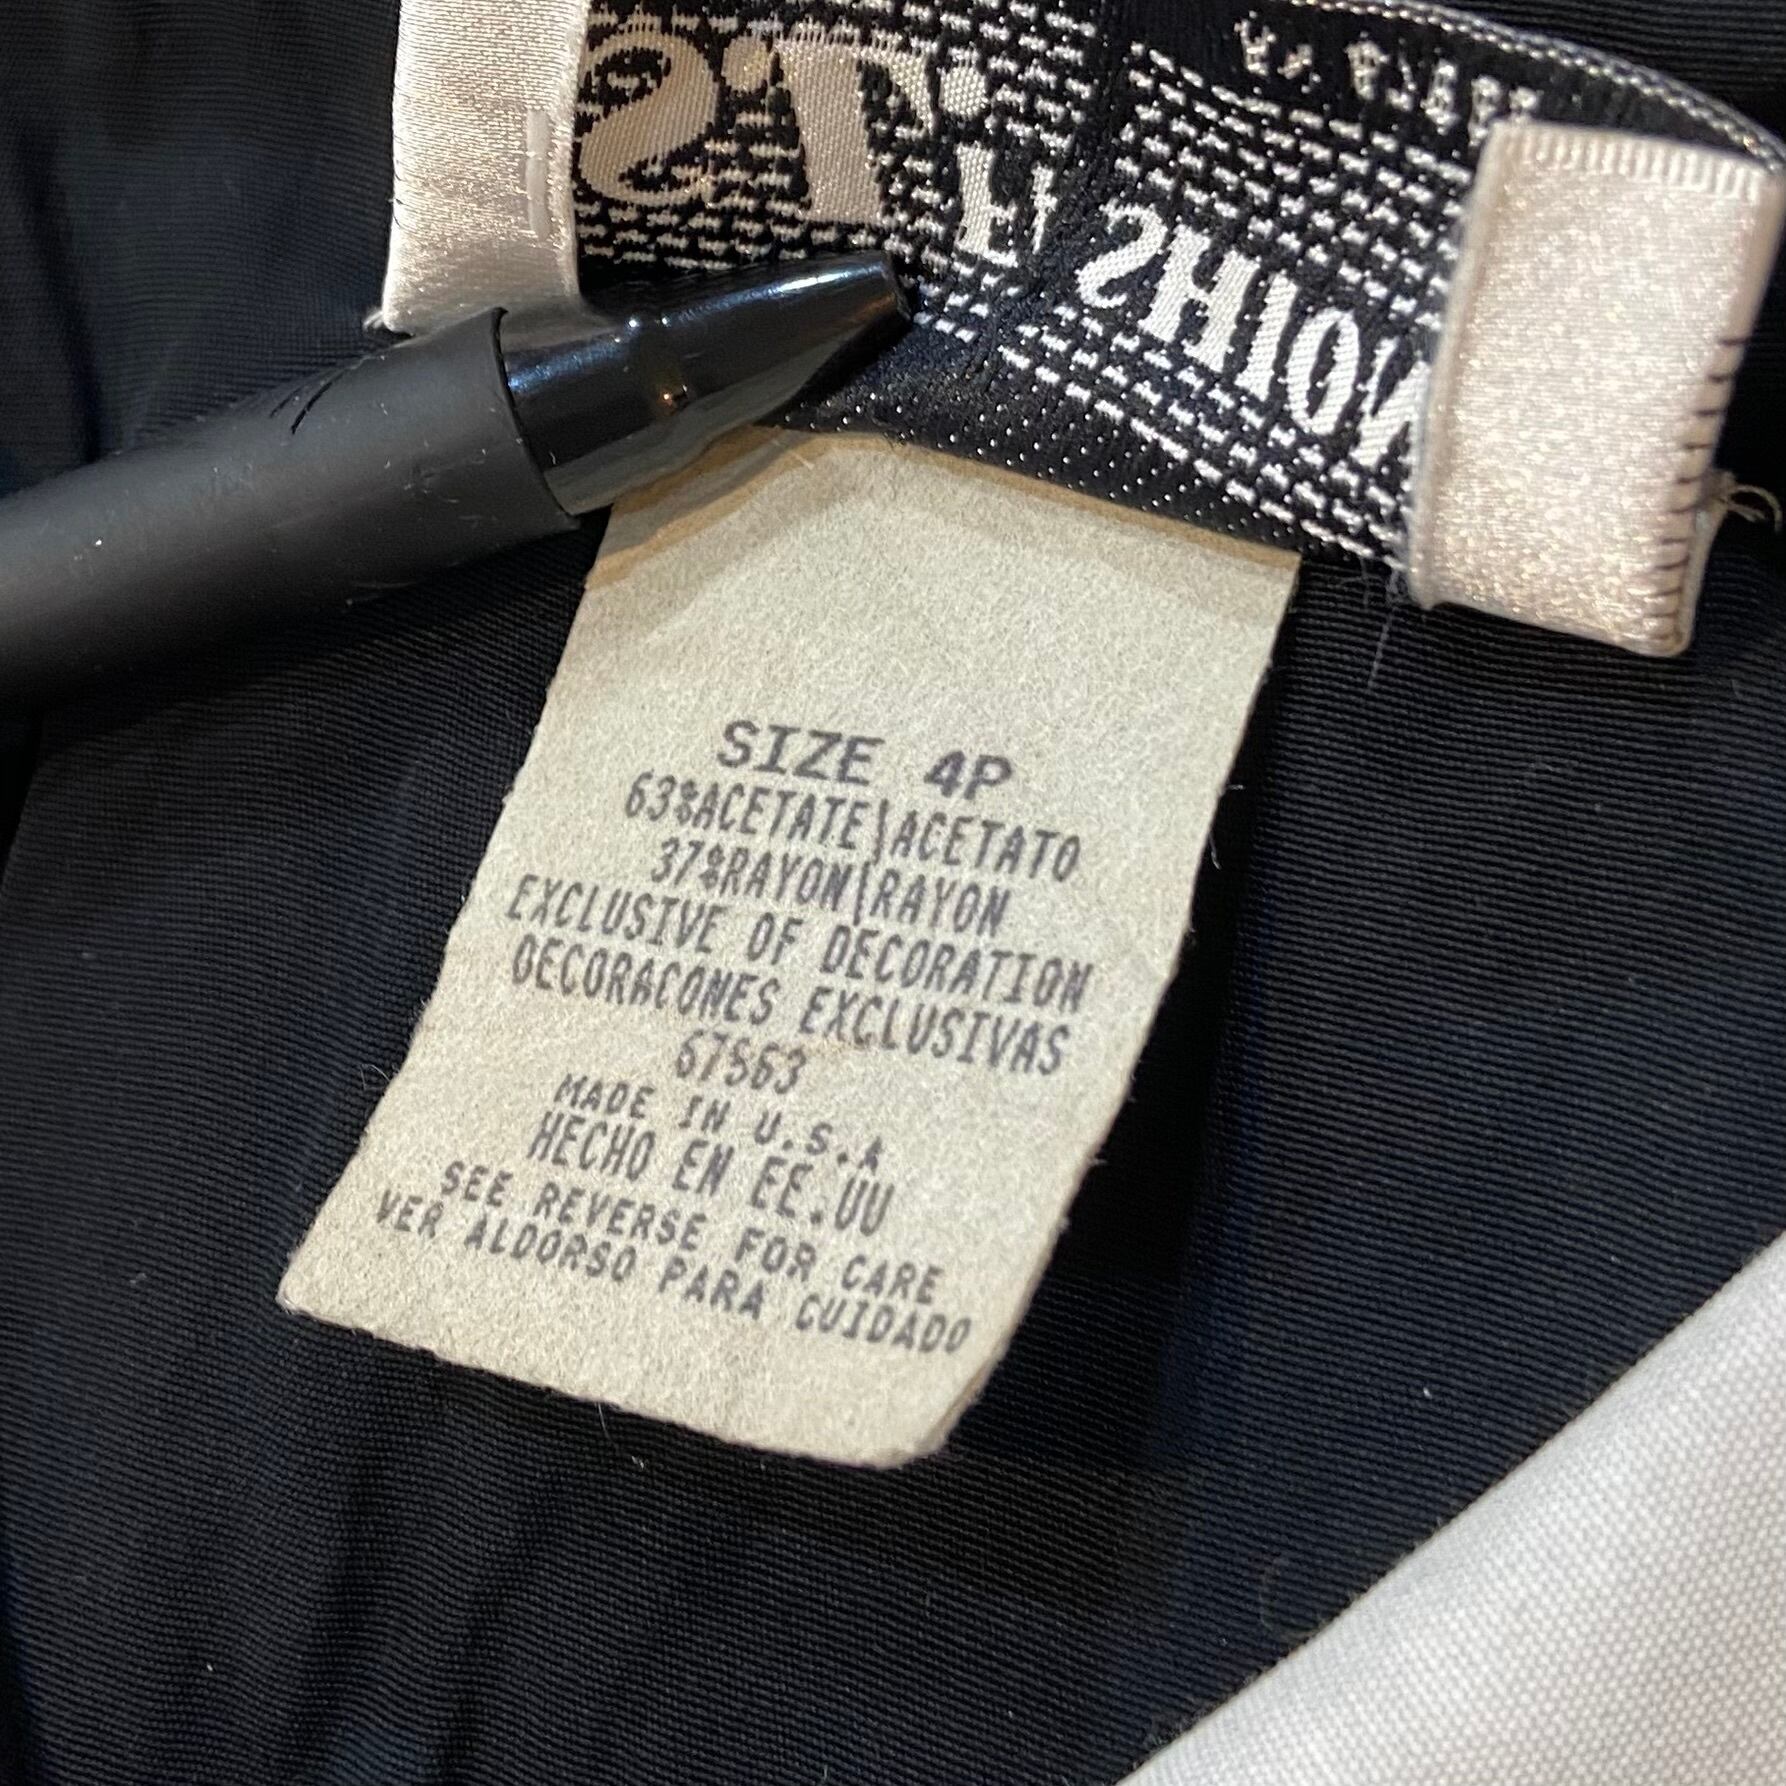 SIZE 4P
63%ACETATE|ACETATO
37%RAYON|RAYON
EXCLUSIVE OF DECORATION
DECORACONES EXCLUSIVAS
67563
MADE IN U.S.A
HECHO EN EE.UU
SEE REVERSE FOR CARE
VER ALDORSO PARA CUIDADO